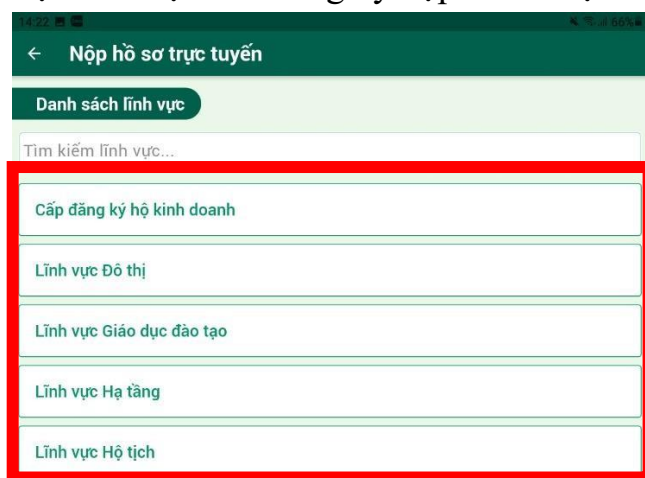 14:22
66%
Nộp hồ sơ trực tuyến
Danh sách lĩnh vực
Tìm kiếm lĩnh vực...
Cấp đăng ký hộ kinh doanh
Lĩnh vực Đô thị
Lĩnh vực Giáo dục đào tạo
Lĩnh vực Hạ tầng
Lĩnh vực Hộ tịch